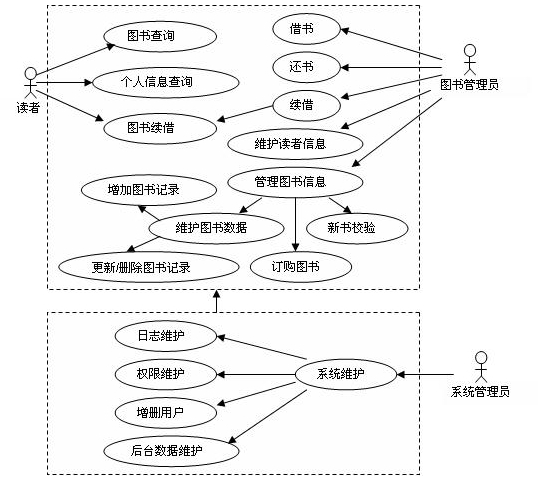 图书查询
借书
个人信息查询
还书
读者
图书管理员
图书续借
续借
维护读者信息
管理图书信息
增加图书记录
维护图书数据
新书校验
更新/删除图书记录
订购图书
日志维护
权限维护
系统维护
系统管理员
增删用户
后台数据维护